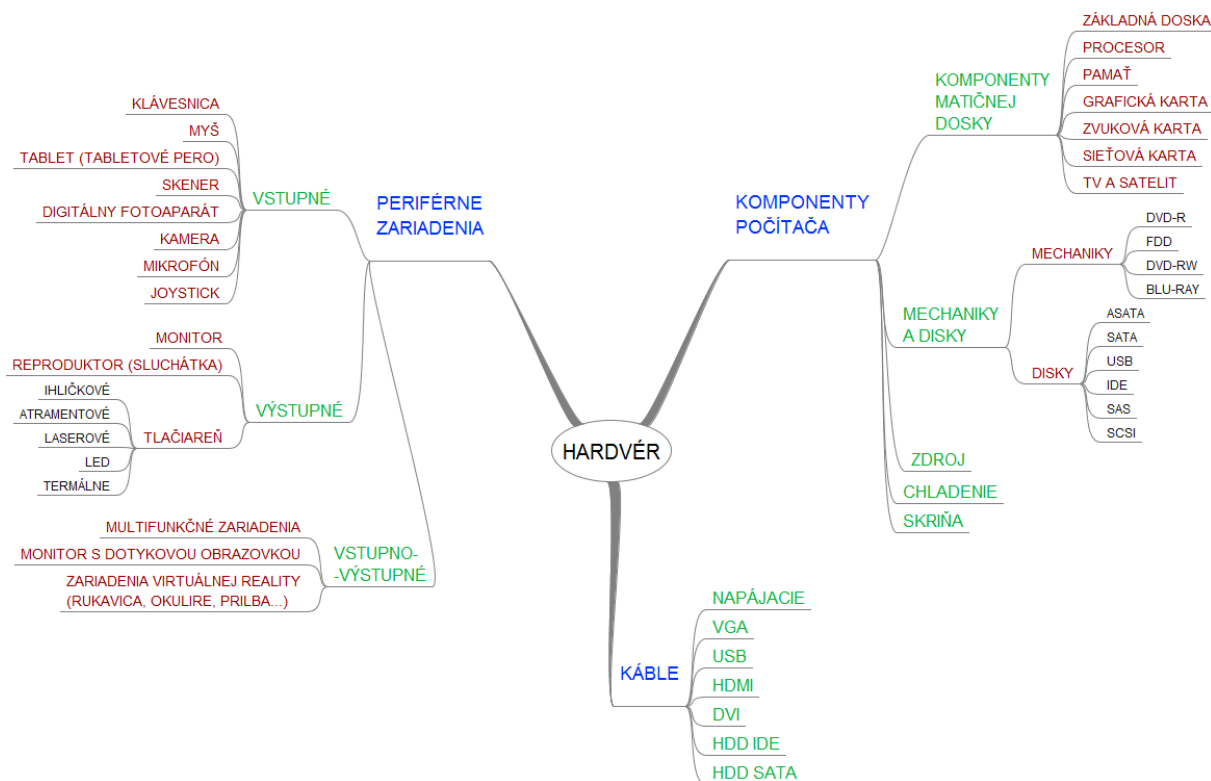 HARDVÉR
PERIFÉRNE
ZARIADENIA
VSTUPNÉ
KLÁVESNICA
MYŠ
TABLET (TABLETOVÉ PERO)
SKENER
DIGITÁLNY FOTOAPARÁT
KAMERA
MIKROFÓN
JOYSTICK
VÝSTUPNÉ
MONITOR
REPRODUKTOR (SLUCHÁTKA)
TLAČIAREŇ
IHLIČKOVÉ
ATRAMENTOVÉ
LASEROVÉ
LED
TERMÁLNE
VSTUPNO-
-VÝSTUPNÉ
MULTIFUNKČNÉ ZARIADENIA
MONITOR S DOTYKOVOU OBRAZOVKOU
ZARIADENIA VIRTUÁLNEJ REALITY
(RUKAVICA, OKULIRE, PRILBA...)
KOMPONENTY
POČÍTAČA
KOMPONENTY
MATIČNEJ
DOSKY
ZÁKLADNÁ DOSKA
PROCESOR
PAMAŤ
GRAFICKÁ KARTA
ZVUKOVÁ KARTA
SIEŤOVÁ KARTA
TV A SATELIT
MECHANIKY
A DISKY
MECHANIKY
DVD-R
FDD
DVD-RW
BLU-RAY
DISKY
ASATA
SATA
USB
IDE
SAS
SCSI
ZDROJ
CHLADENIE
SKRIŇA
KÁBLE
NAPÁJACIE
VGA
USB
HDMI
DVI
HDD IDE
HDD SATA